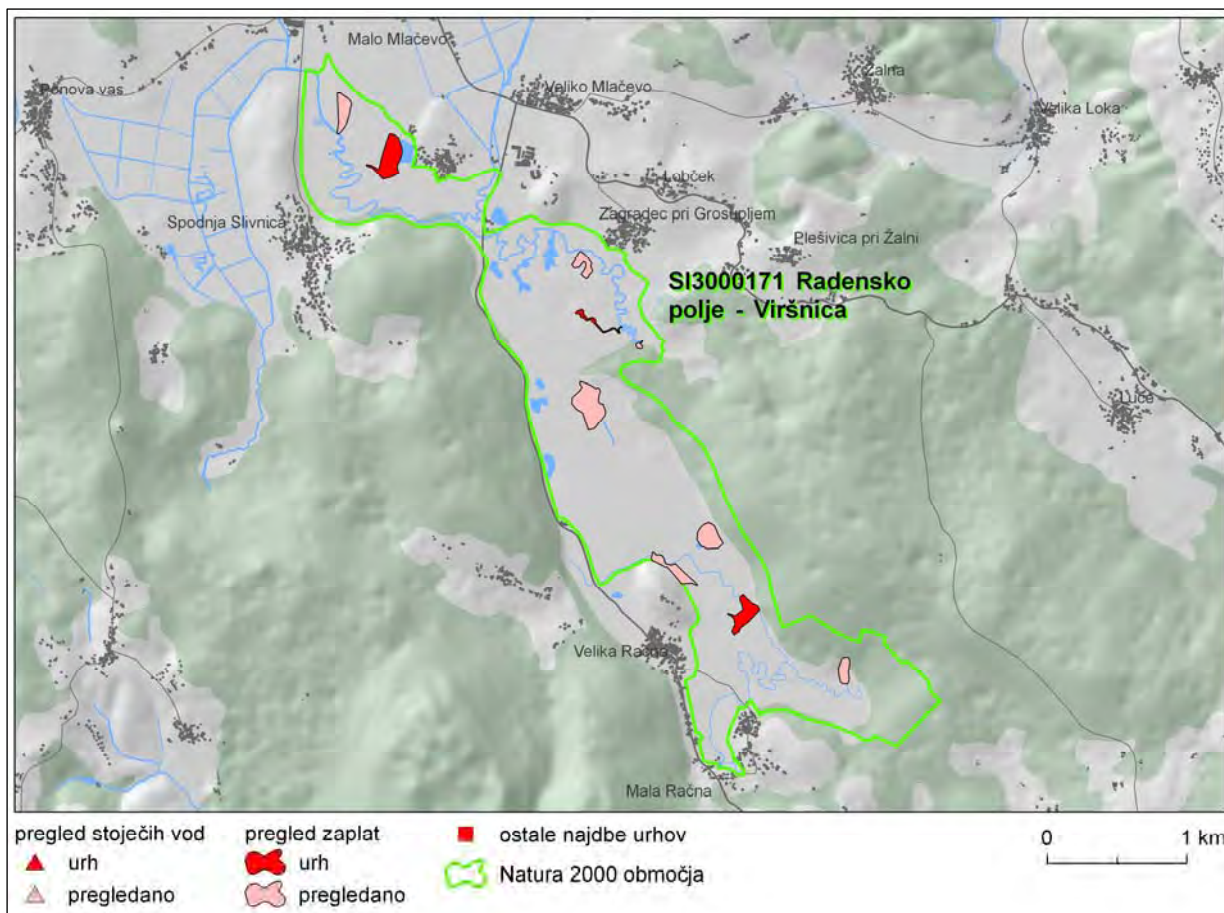 Malo Mlačevo
Ponova vas
Veliko Mlačevo
Žalna
Velika Loka
Lobček
Spodnja Slivnica
Zagradec pri Grosupljem
Plešivica pri Žalni
SI3000171 Radensko
polje - Viršnica
Luče
Velika Račna
Mala Račna
pregled stoječih vod
urh
pregledano
pregled zaplat
urh
pregledano
ostale najdbe urhov
Natura 2000 območja
0 1 km